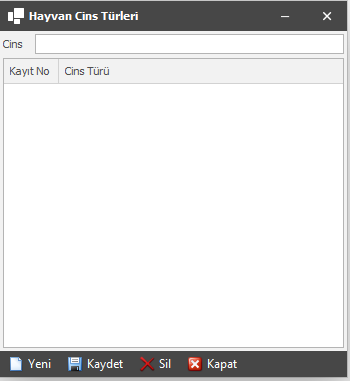 Hayvan Cins Türleri
Cins
Kayıt No Cins Türü
Yeni Kaydet Sil Kapat